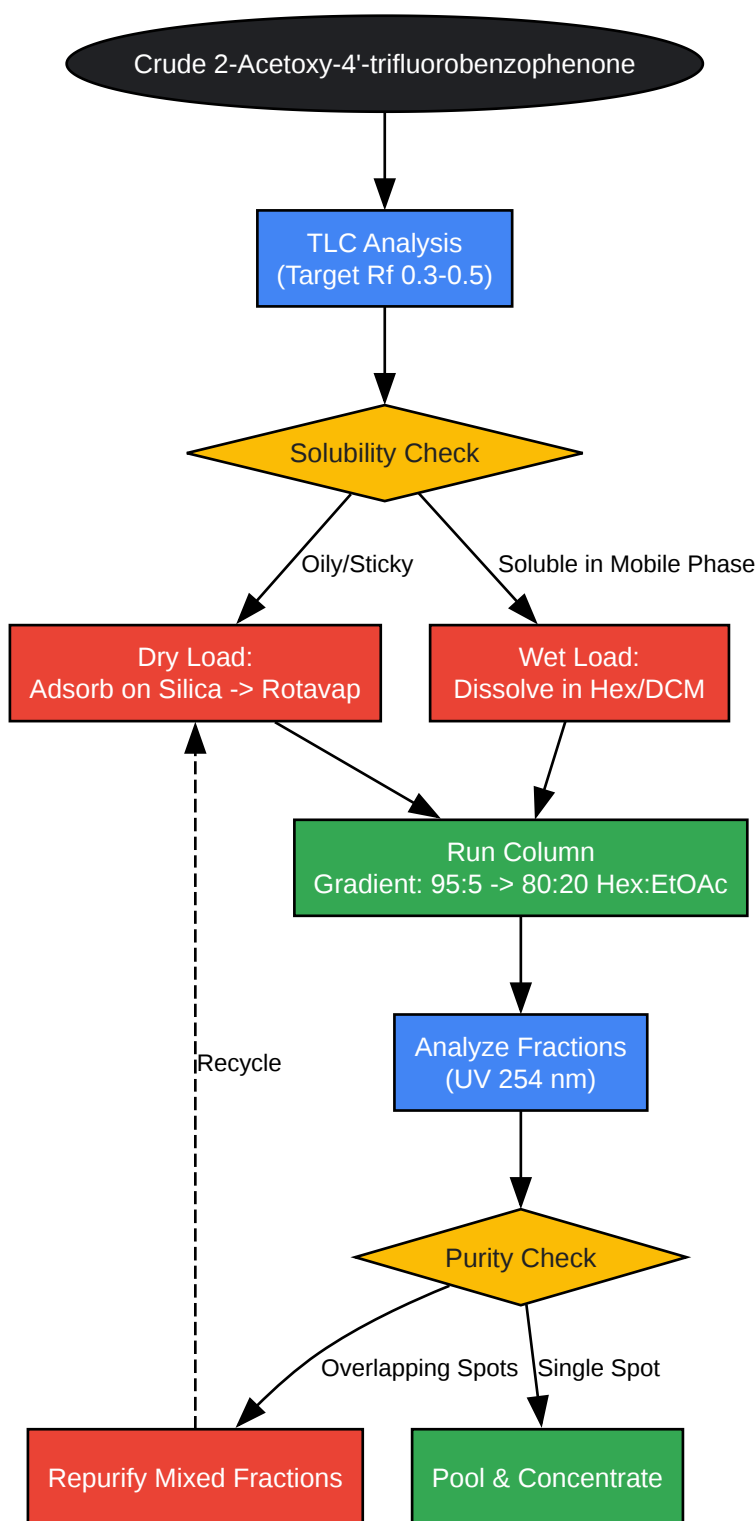 Crude 2-Acetoxy-4'-trifluorobenzophenone
TLC Analysis
(Target Rf 0.3-0.5)
Solubility Check
Oily/Sticky
Soluble in Mobile Phase
Dry Load:
Adsorb on Silica -> Rotavap
Wet Load:
Dissolve in Hex/DCM
Run Column
Gradient: 95:5 -> 80:20 Hex:EtOAc
Analyze Fractions
(UV 254 nm)
Recycle
Purity Check
Overlapping Spots
Single Spot
Repurify Mixed Fractions
Pool & Concentrate